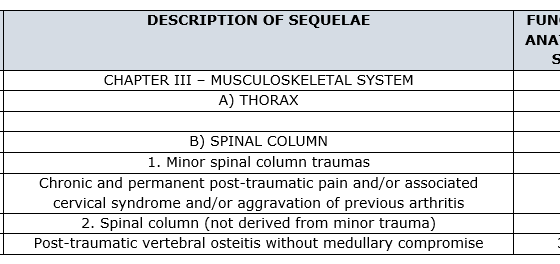 DESCRIPTION OF SEQUELAE
CHAPTER III – MUSCULOSKELETAL SYSTEM
A) THORAX
B) SPINAL COLUMN
1. Minor spinal column traumas
Chronic and permanent post-traumatic pain and/or associated
cervical syndrome and/or aggravation of previous arthritis
2. Spinal column (not derived from minor trauma)
Post-traumatic vertebral osteitis without medullary compromise